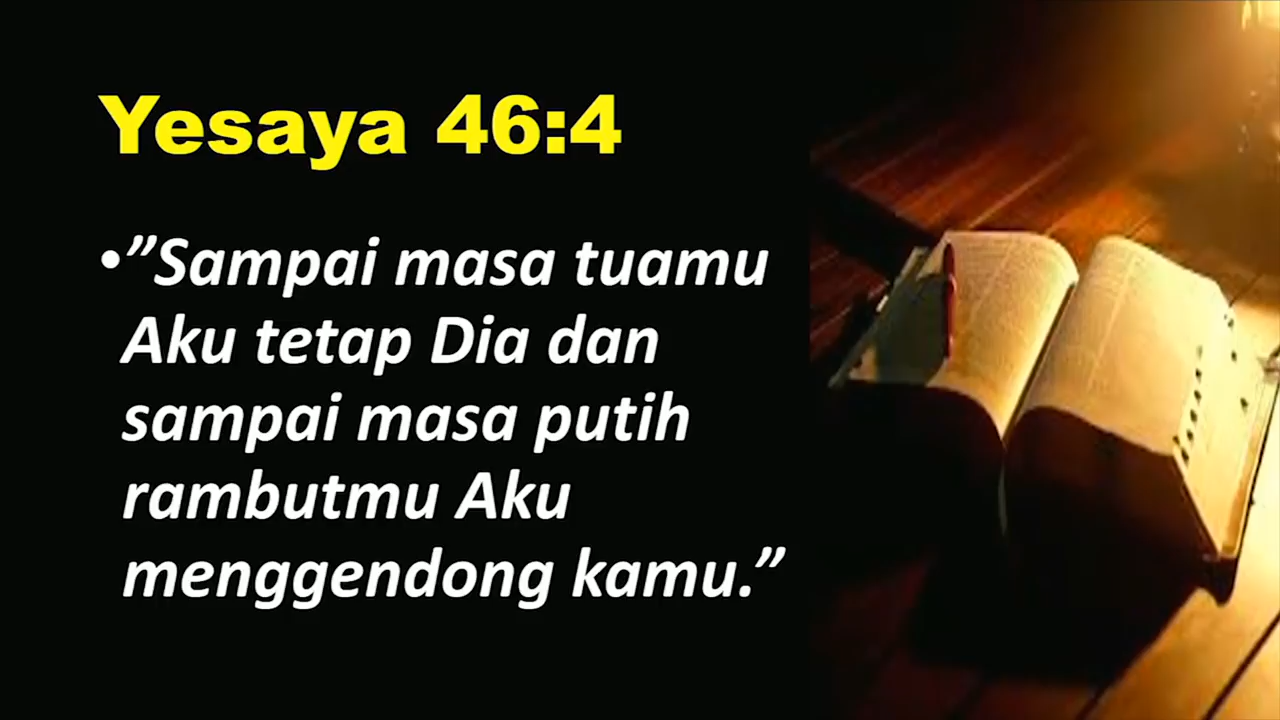 Yesaya 46:4
•”Sampai masa tuamu
Aku tetap Dia dan
sampai masa putih
rambutmu Aku
menggendong kamu.”